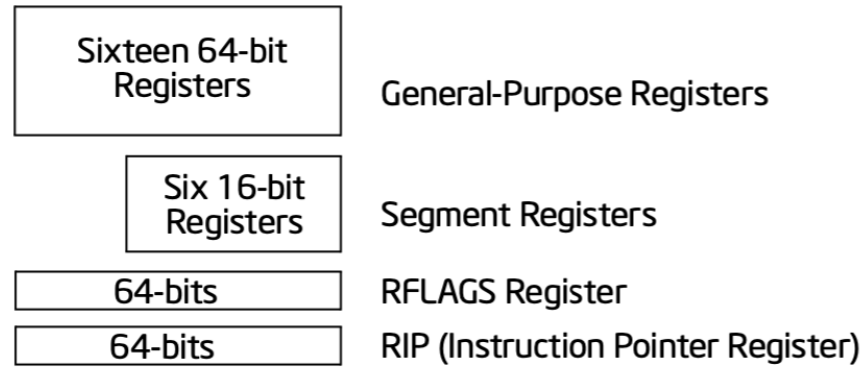 Sixteen 64-bit
Registers
General-Purpose Registers
Six 16-bit
Registers
Segment Registers
64-bits
RFLAGS Register
64-bits
RIP (Instruction Pointer Register)